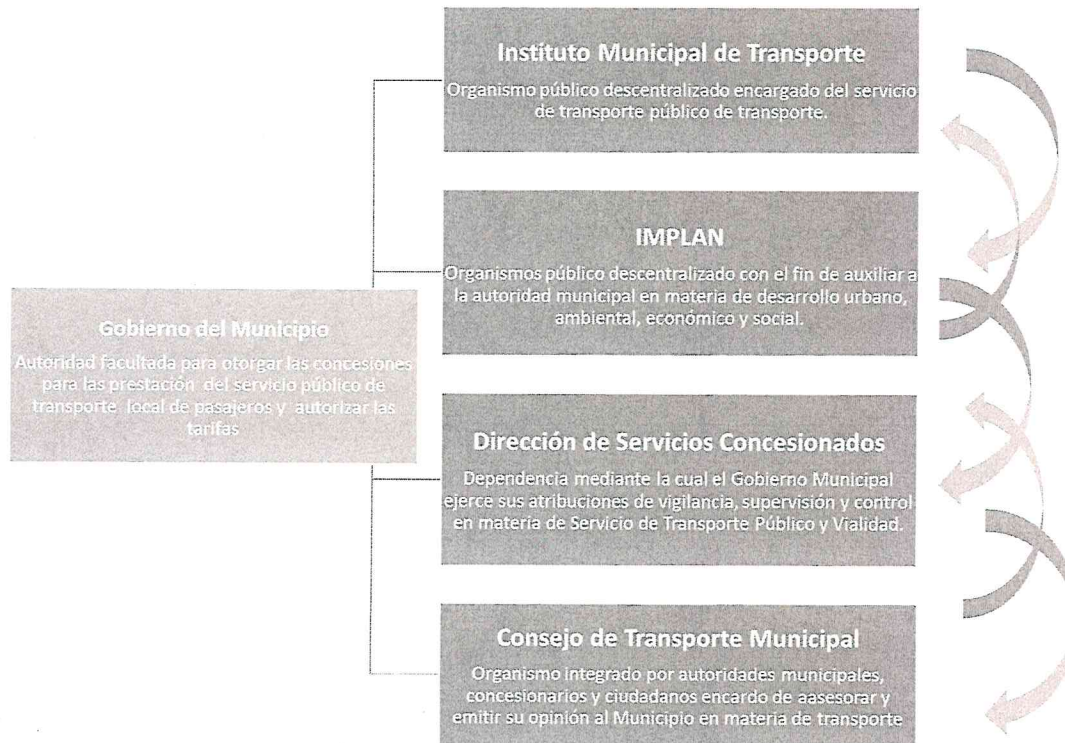 Instituto Municipal de Transporte
Organismo público descentralizado encargado del servicio
de transporte público de transporte.
IMPLAN
Organismos público descentralizado con el fin de auxiliar a
la autoridad municipal en materia de desarrollo urbano,
ambiental, económico y social.
Gobierno del Municipio
Autoridad facultada para otorgar las concesiones
para las prestación del servicio público de
transporte local de pasajeros y autorizar las
tarifas
Dirección de Servicios Concesionados
Dependencia mediante la cual el Gobierno Municipal
ejerce sus atribuciones de vigilancia, supervisión y control
en materia de Servicio de Transporte Público y Vialidad.
Consejo de Transporte Municipal
Organismo integrado por autoridades municipales,
concesionarios y ciudadanos encardo de aasesorar y
emitir su opinión al Municipio en materia de transporte